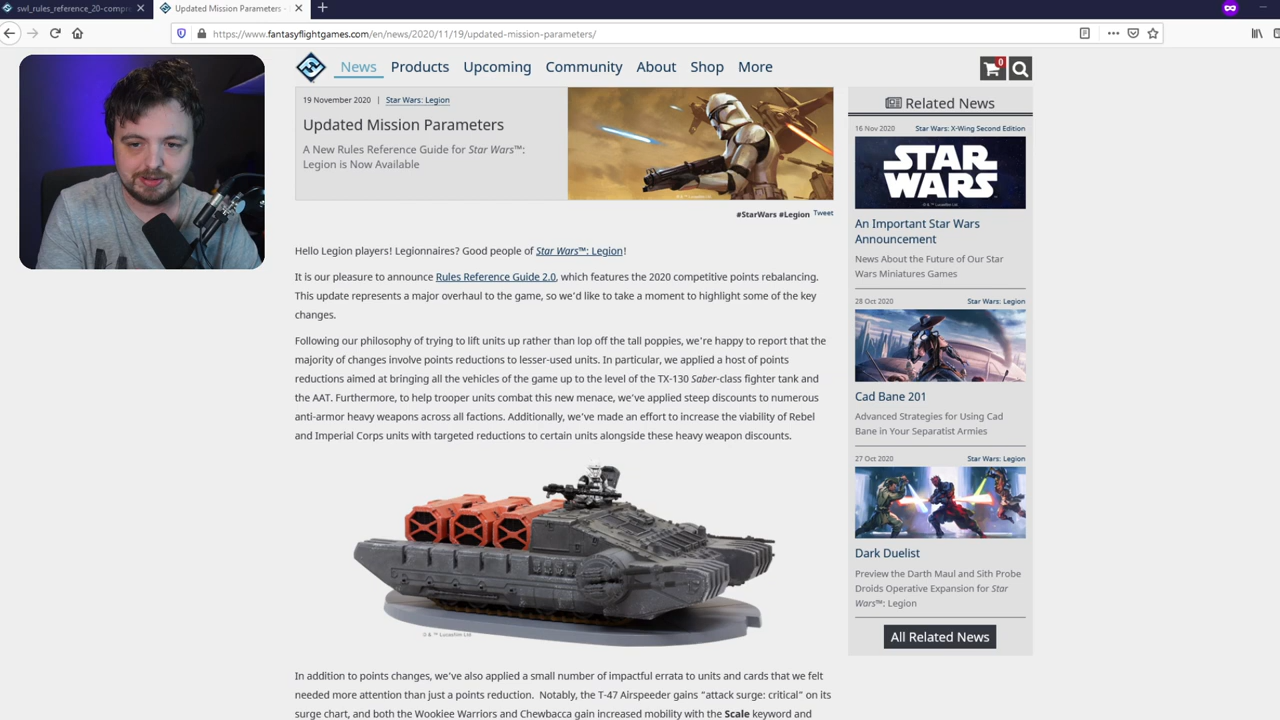 swl_rules_reference_20-compr
Updated Mission Parameters -
https://www.fantasyflightgames.com/en/news/2020/11/19/updated-mission-parameters/
News Products Upcoming Community About Shop More
0
19 November 2020 | Star Wars: Legion
Updated Mission Parameters
A New Rules Reference Guide for Star Wars™:
Legion is Now Available
#StarWars #Legion Tweet
Hello Legion players! Legionnaires? Good people of Star Wars™: Legion!
It is our pleasure to announce Rules Reference Guide 2.0, which features the 2020 competitive points rebalancing.
This update represents a major overhaul to the game, so we'd like to take a moment to highlight some of the key
changes.
Following our philosophy of trying to lift units up rather than lop off the tall poppies, we're happy to report that the
majority of changes involve points reductions to lesser-used units. In particular, we applied a host of points
reductions aimed at bringing all the vehicles of the game up to the level of the TX-130 Saber-class fighter tank and
the AAT. Furthermore, to help trooper units combat this new menace, we've applied steep discounts to numerous
anti-armor heavy weapons across all factions. Additionally, we've made an effort to increase the viability of Rebel
and Imperial Corps units with targeted reductions to certain units alongside these heavy weapon discounts.
© & ™ Lucasfilm Ltd.
In addition to points changes, we've also applied a small number of impactful errata to units and cards that we felt
needed more attention than just a points reduction. Notably, the T-47 Airspeeder gains "attack surge: critical" on its
surge chart, and both the Wookiee Warriors and Chewbacca gain increased mobility with the Scale keyword and
Related News
16 Nov 2020 Star Wars: X-Wing Second Edition
STAR
WARS
An Important Star Wars
Announcement
News About the Future of Our Star
Wars Miniatures Games
28 Oct 2020 Star Wars: Legion
Cad Bane 201
Advanced Strategies for Using Cad
Bane in Your Separatist Armies
27 Oct 2020 Star Wars: Legion
Dark Duelist
Preview the Darth Maul and Sith Probe
Droids Operative Expansion for Star
Wars™: Legion
All Related News